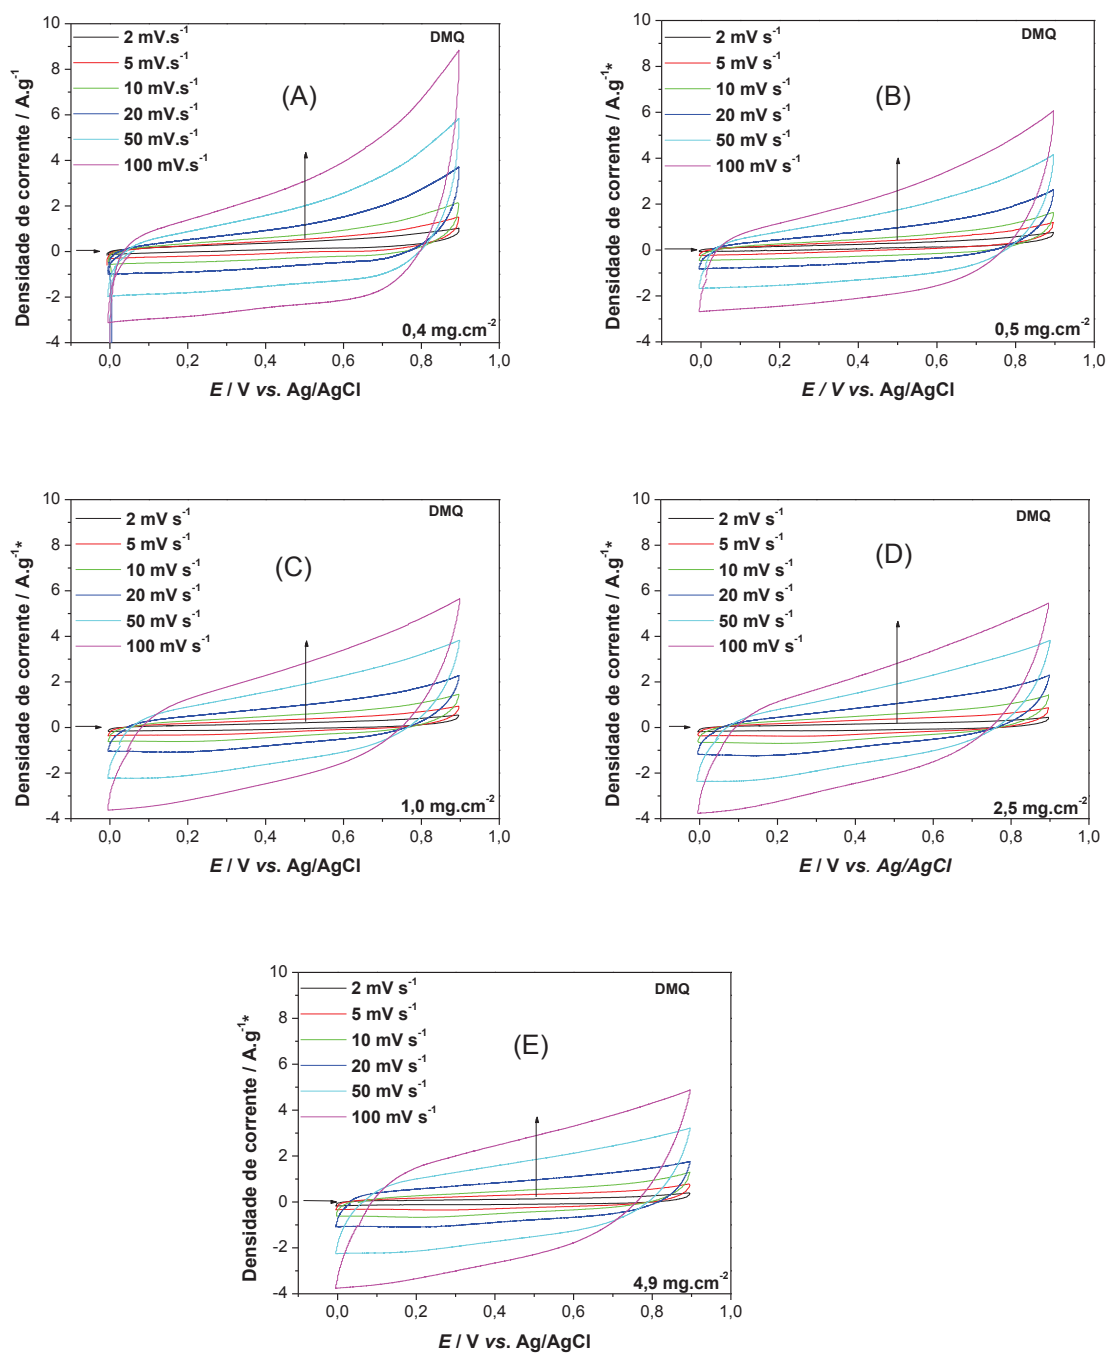 10
8
6
4
2
0
-2
-4
Densidade de corrente / A.g⁻¹
2 mV.s⁻¹
5 mV.s⁻¹
10 mV.s⁻¹
20 mV.s⁻¹
50 mV.s⁻¹
100 mV.s⁻¹
DMQ
(A)
0,4 mg.cm⁻²
0,0 0,2 0,4 0,6 0,8 1,0
E / V vs. Ag/AgCl
10
8
6
4
2
0
-2
-4
Densidade de corrente / A.g⁻¹*
2 mV s⁻¹
5 mV s⁻¹
10 mV s⁻¹
20 mV s⁻¹
50 mV s⁻¹
100 mV s⁻¹
DMQ
(B)
0,5 mg.cm⁻²
0,0 0,2 0,4 0,6 0,8 1,0
E / V vs. Ag/AgCl
10
8
6
4
2
0
-2
-4
Densidade de corrente / A.g⁻¹*
2 mV s⁻¹
5 mV s⁻¹
10 mV s⁻¹
20 mV s⁻¹
50 mV s⁻¹
100 mV s⁻¹
DMQ
(C)
1,0 mg.cm⁻²
0,0 0,2 0,4 0,6 0,8 1,0
E / V vs. Ag/AgCl
10
8
6
4
2
0
-2
-4
Densidade de corrente / A.g⁻¹*
2 mV s⁻¹
5 mV s⁻¹
10 mV s⁻¹
20 mV s⁻¹
50 mV s⁻¹
100 mV s⁻¹
DMQ
(D)
2,5 mg.cm⁻²
0,0 0,2 0,4 0,6 0,8 1,0
E / V vs. Ag/AgCl
10
8
6
4
2
0
-2
-4
Densidade de corrente / A.g⁻¹*
2 mV s⁻¹
5 mV s⁻¹
10 mV s⁻¹
20 mV s⁻¹
50 mV s⁻¹
100 mV s⁻¹
DMQ
(E)
4,9 mg.cm⁻²
0,0 0,2 0,4 0,6 0,8 1,0
E / V vs. Ag/AgCl